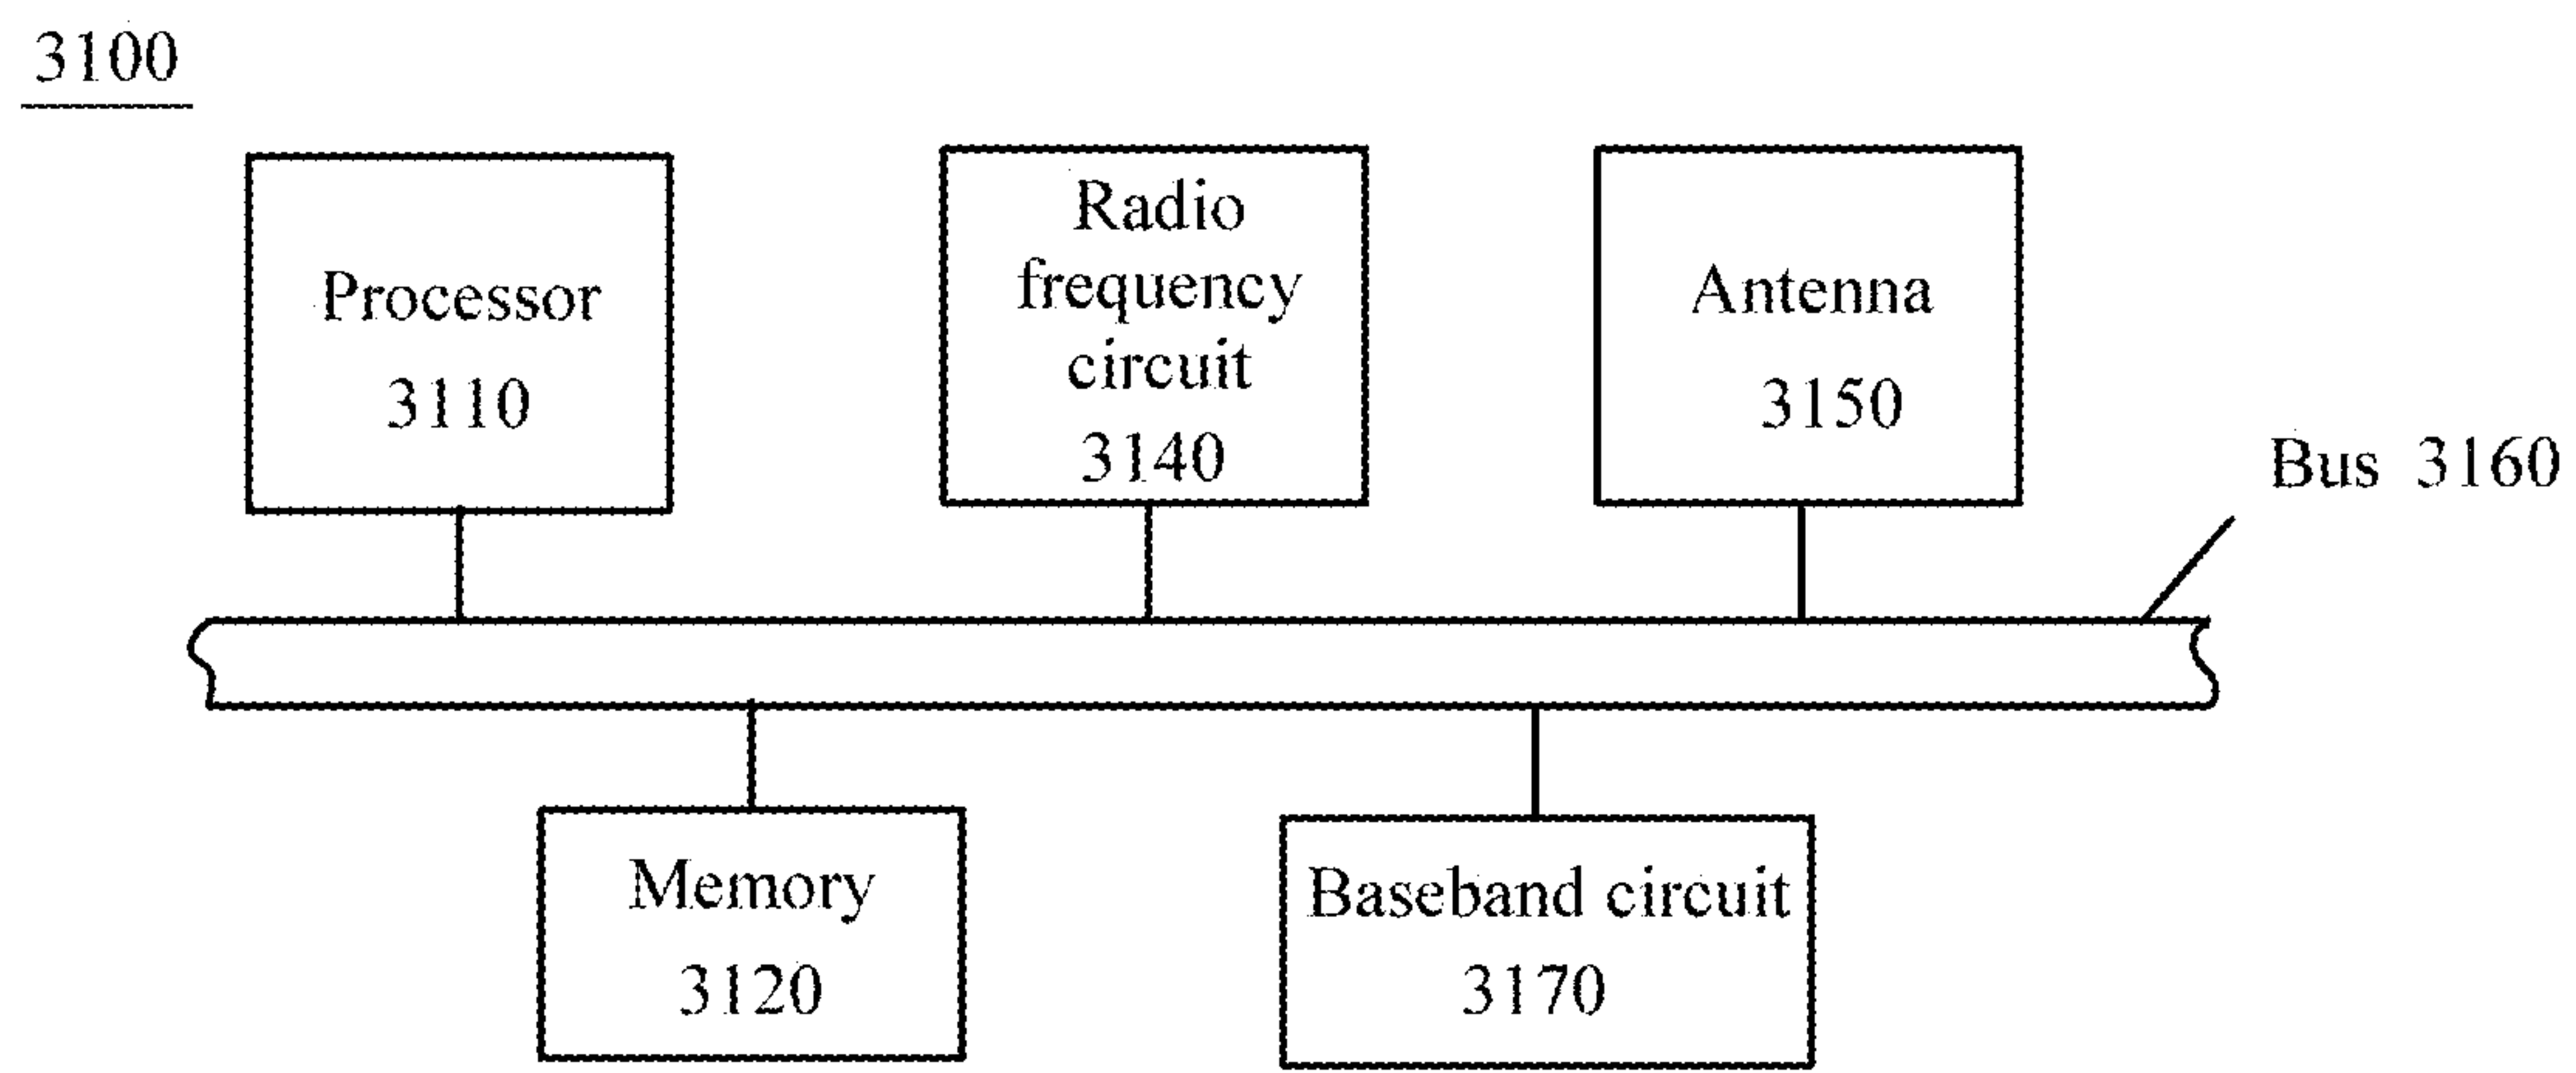 3100
Processor
3110
Radio
frequency
circuit
3140
Antenna
3150
Bus 3160
Memory
3120
Baseband circuit
3170